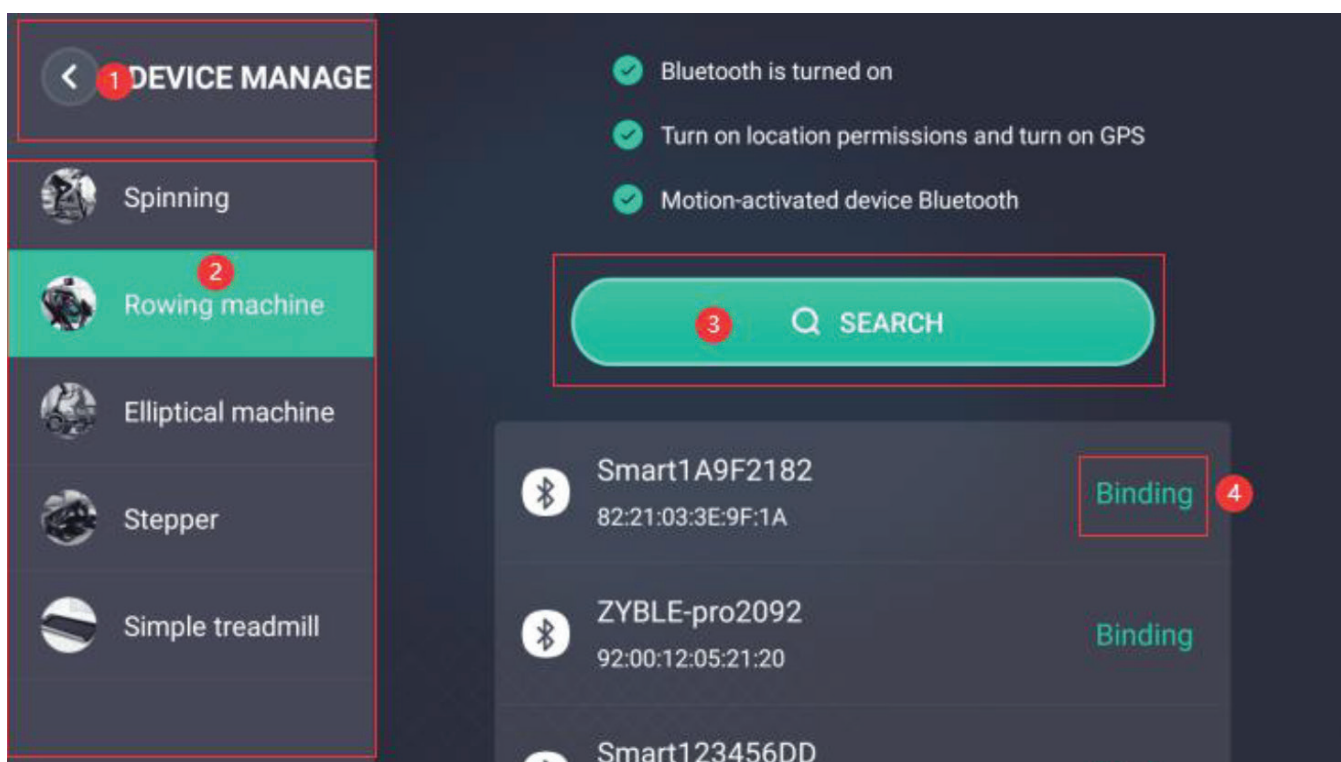 1 DEVICE MANAGE
Spinning
2
Rowing machine
Elliptical machine
Stepper
Simple treadmill
Bluetooth is turned on
Turn on location permissions and turn on GPS
Motion-activated device Bluetooth
3 SEARCH
Smart1A9F2182
82:21:03:3E:9F:1A
Binding 4
ZYBLE-pro2092
92:00:12:05:21:20
Binding
Smart123456DD